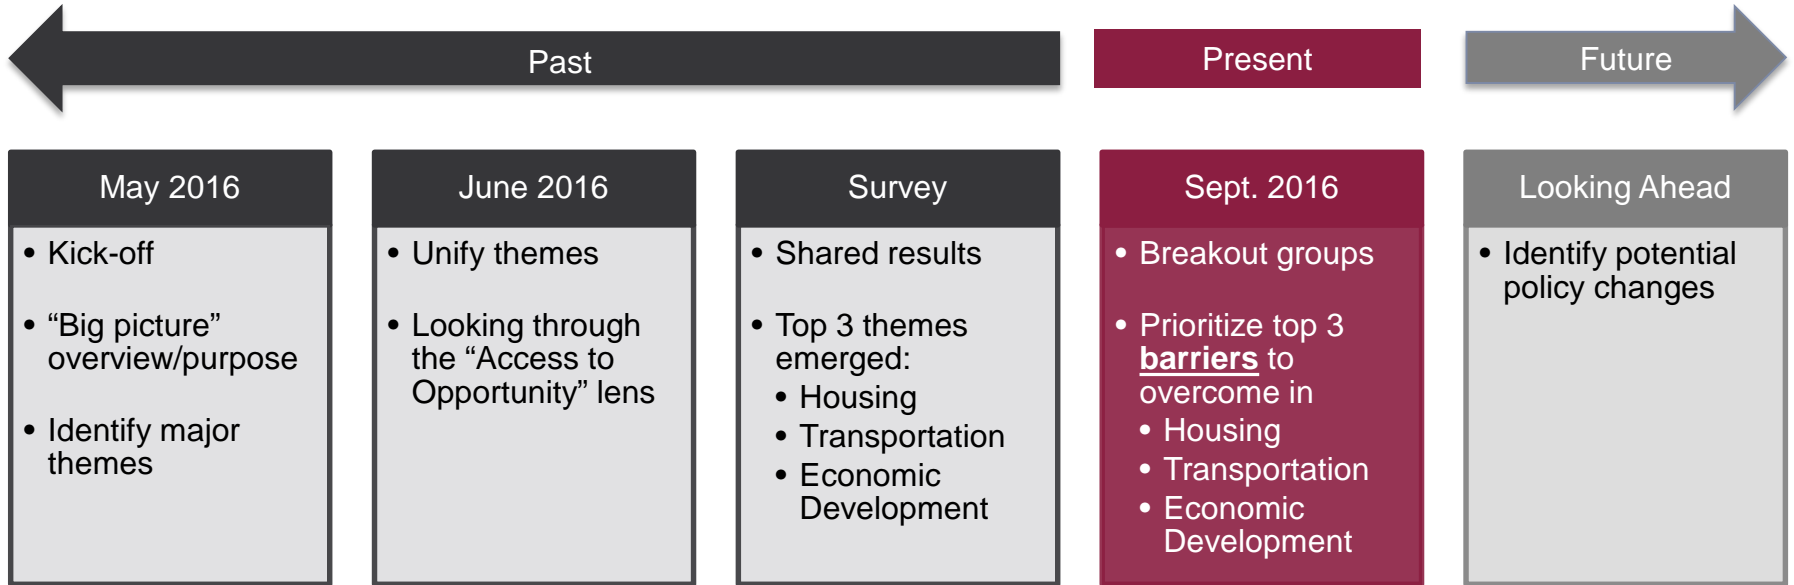 Past
Present
Future
May 2016
• Kick-off
• “Big picture”
overview/purpose
• Identify major
themes
June 2016
• Unify themes
• Looking through
the “Access to
Opportunity” lens
Survey
• Shared results
• Top 3 themes
emerged:
• Housing
• Transportation
• Economic
Development
Sept. 2016
• Breakout groups
• Prioritize top 3
barriers to
overcome in
• Housing
• Transportation
• Economic
Development
Looking Ahead
• Identify potential
policy changes